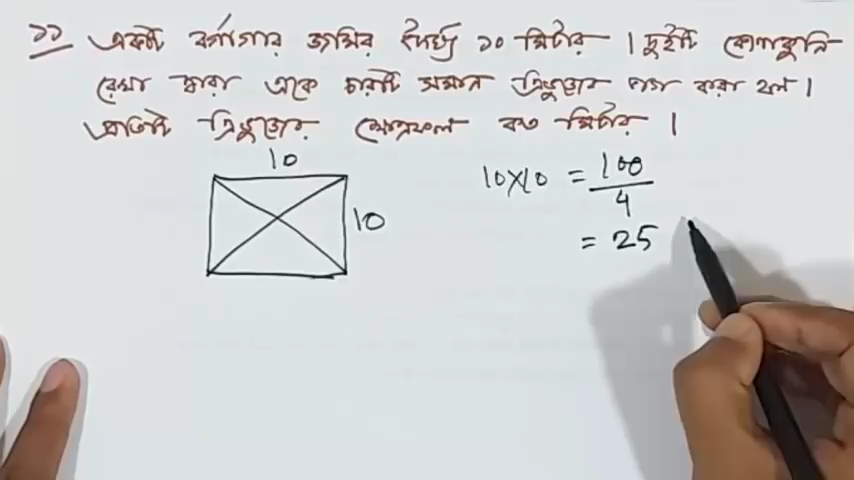 ১১ একটি বর্গাকার জমির দৈর্ঘ্য ১০ মিটার । দুইটি কোণাকুনি
রেখা দ্বারা একে চারটি সমান ত্রিভুজে ভাগ করা হল ।
প্রতিটি ত্রিভুজের ক্ষেত্রফল কত মিটার ।
10
10
10×10 = 100/4
= 25